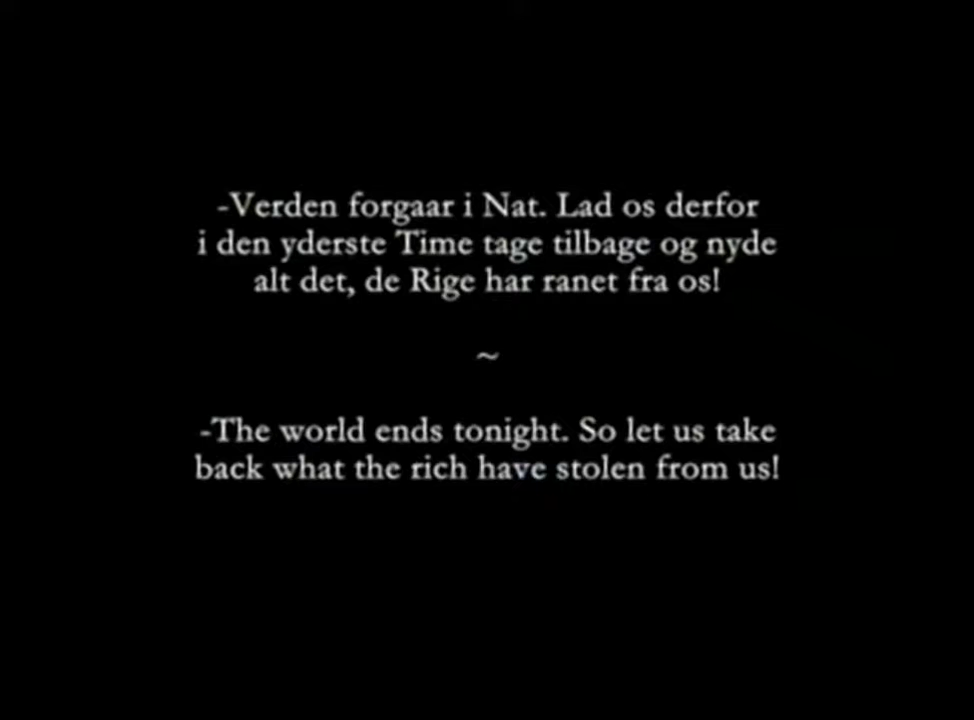 -Verden forgaar i Nat. Lad os derfor
i den yderste Time tage tilbage og nyde
alt det, de Rige har ranet fra os!
~
-The world ends tonight. So let us take
back what the rich have stolen from us!